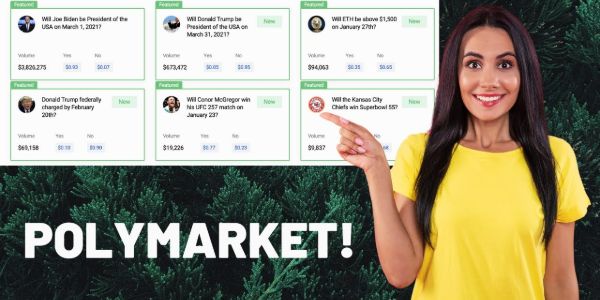 Featured
Will Joe Biden be President of the
USA on March 1, 2021?
New
Volume Yes No
$3,826,275 $0.93 $0.07
Featured
Will Donald Trump be
President of the USA on
March 31, 2021?
New
Volume Yes No
$673,472 $0.95
Featured
Will ETH be above $1,500
on January 27th?
New
Volume Yes No
$94,063 $0.35 $0.65
Featured
Donald Trump federally
charged by February
20th?
New
Volume Yes No
$69,158 $0.10 $0.90
Featured
Will Conor McGregor win
his UFC 257 match on
January 23?
New
Volume Yes No
$19,226 $0.77 $0.23
Featured
Will the Kansas City
Chiefs win Superbowl 55?
New
Volume
$9,837
POLYMARKET!